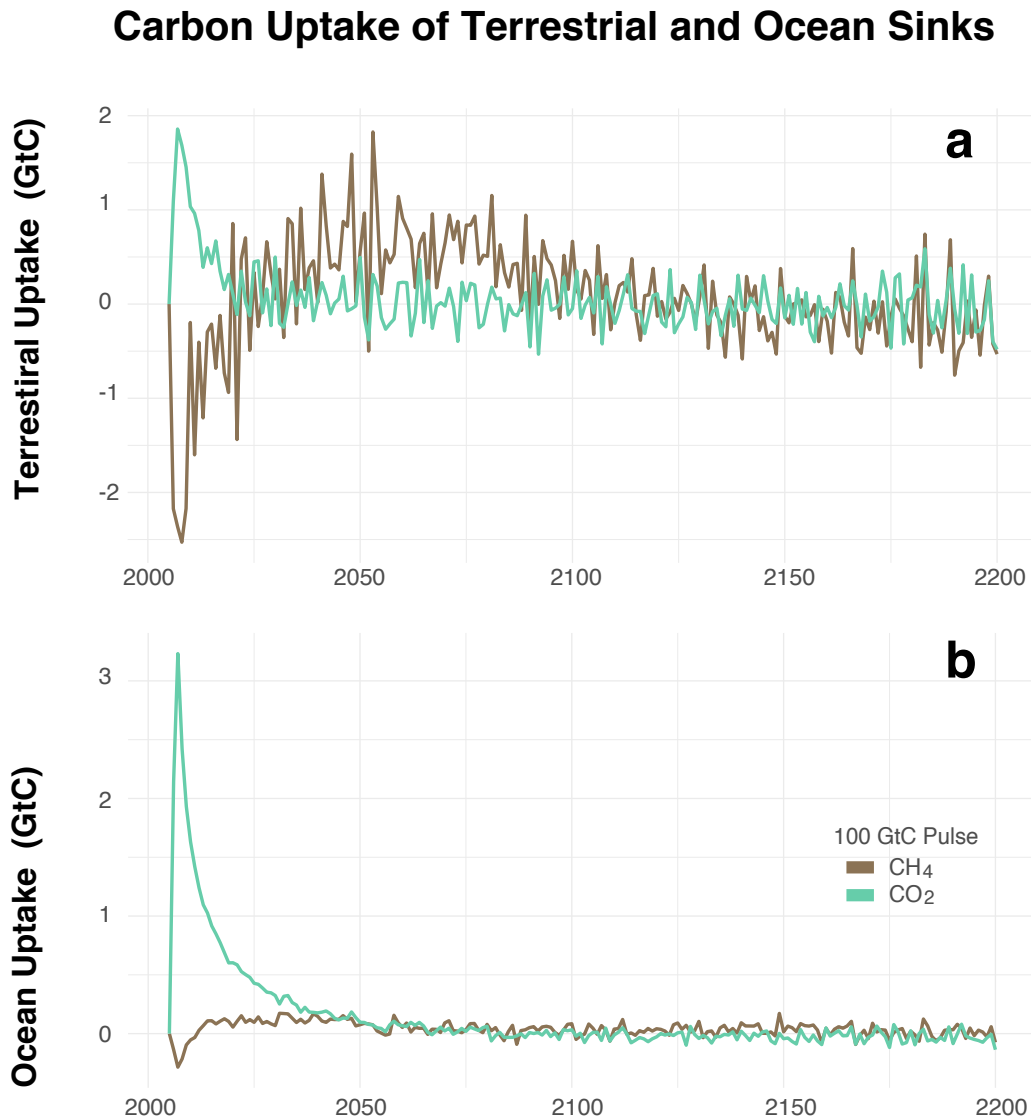 Carbon Uptake of Terrestrial and Ocean Sinks
Terrestiral Uptake (GtC)
2
1
0
-1
-2
a
2000 2050 2100 2150 2200
Ocean Uptake (GtC)
3
2
1
0
b
100 GtC Pulse
CH4
CO2
2000 2050 2100 2150 2200